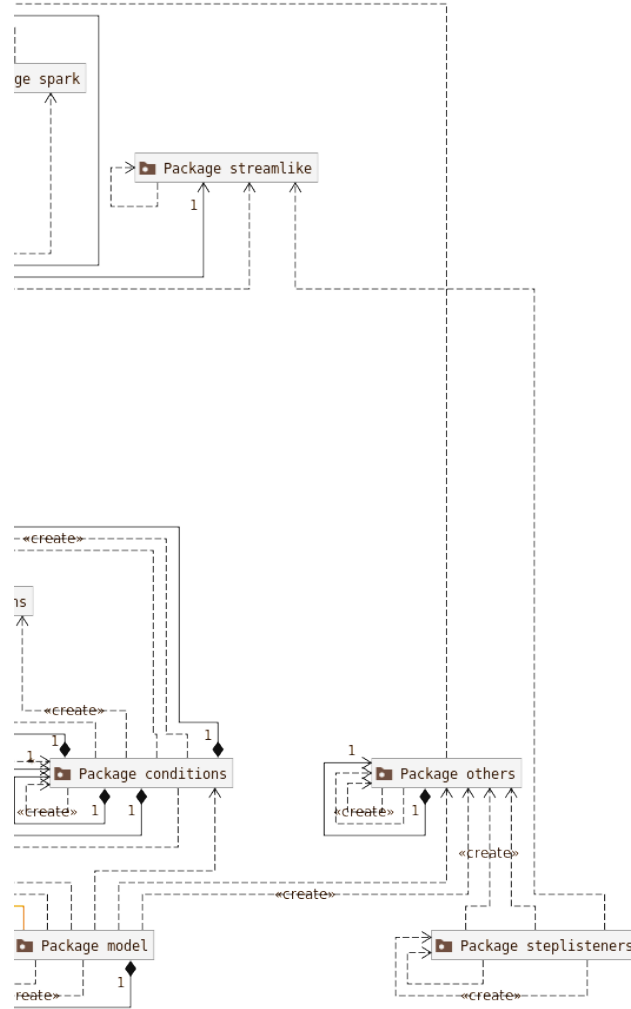 ge spark
Package streamlike
1
«create»
ns
«create»
1
1
1
1
Package conditions
Package others
«create»
1
1
«create»
1
«create»
«create»
Package model
Package steplisteners
1
reate»
«create»